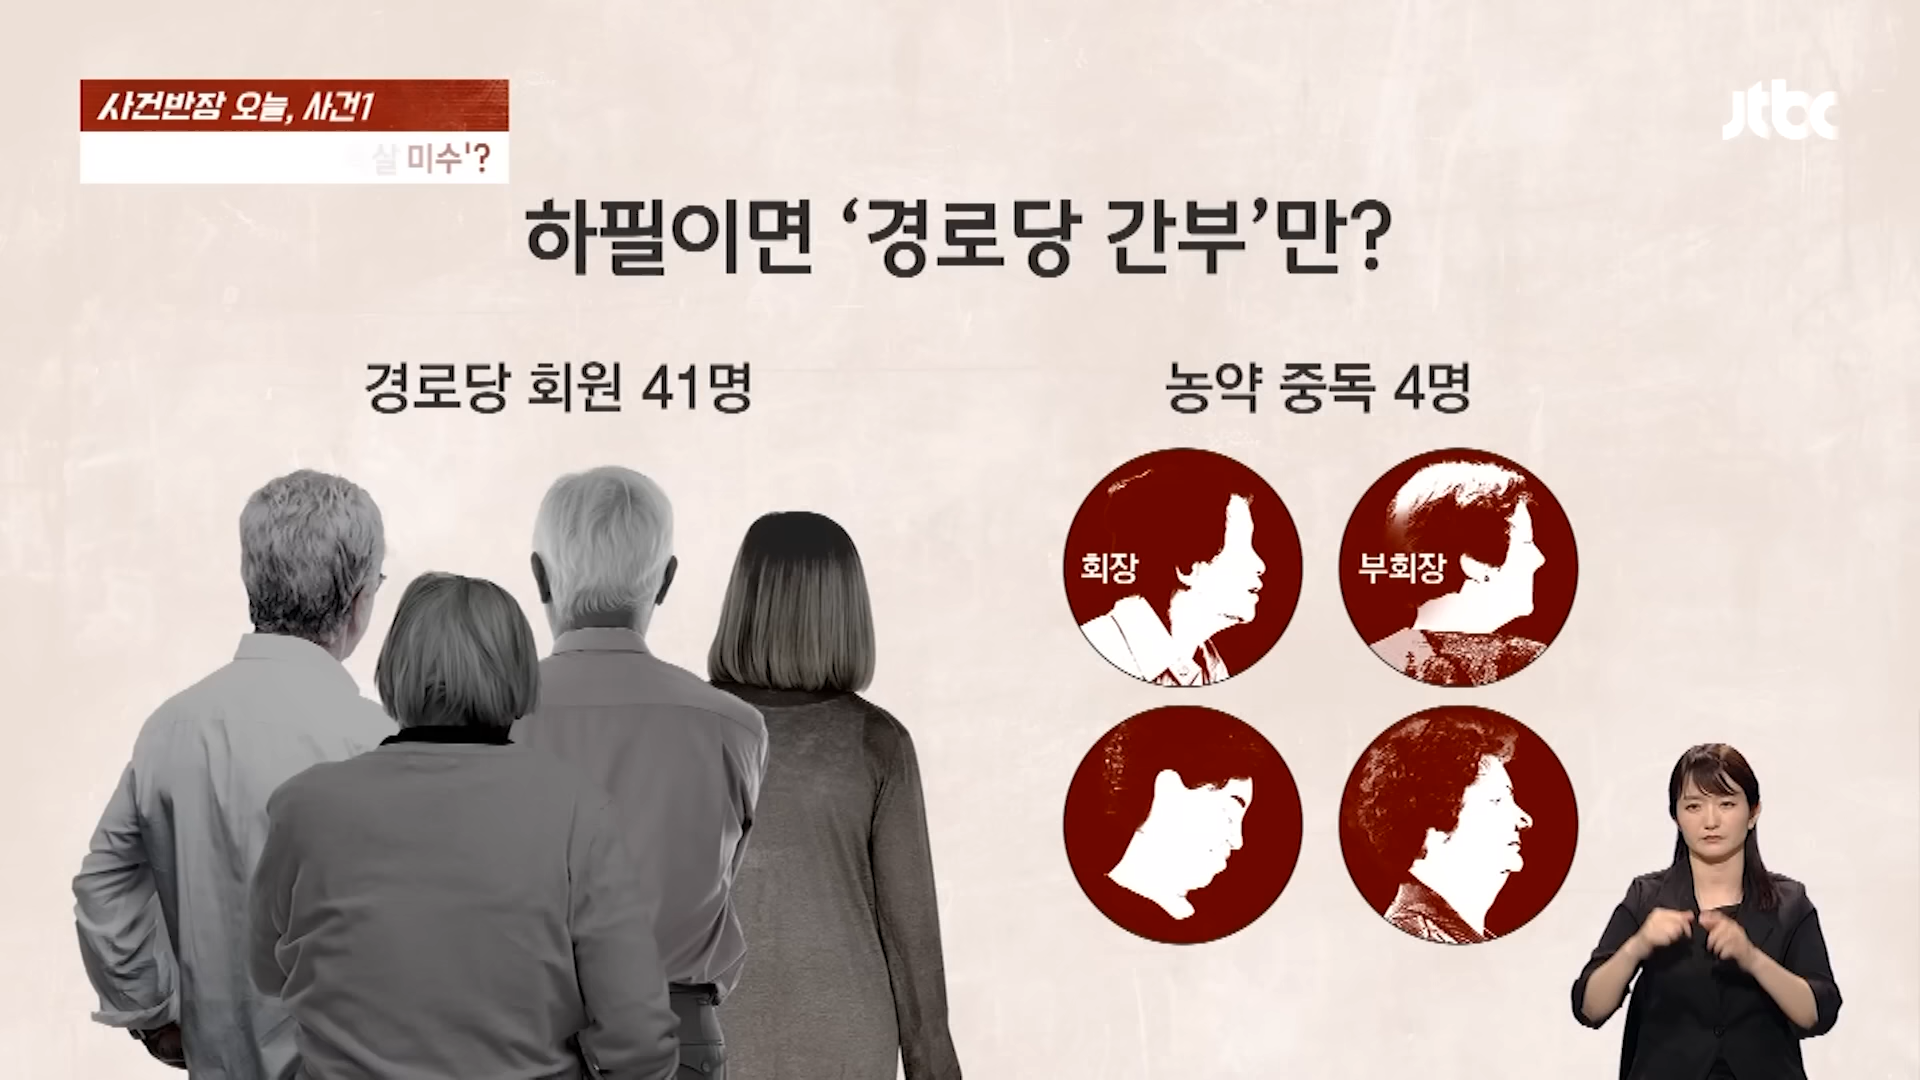 사건반장 오늘, 사건1
jtbc
살 미수'?
하필이면 ‘경로당 간부’만?
경로당 회원 41명
농약 중독 4명
회장
부회장